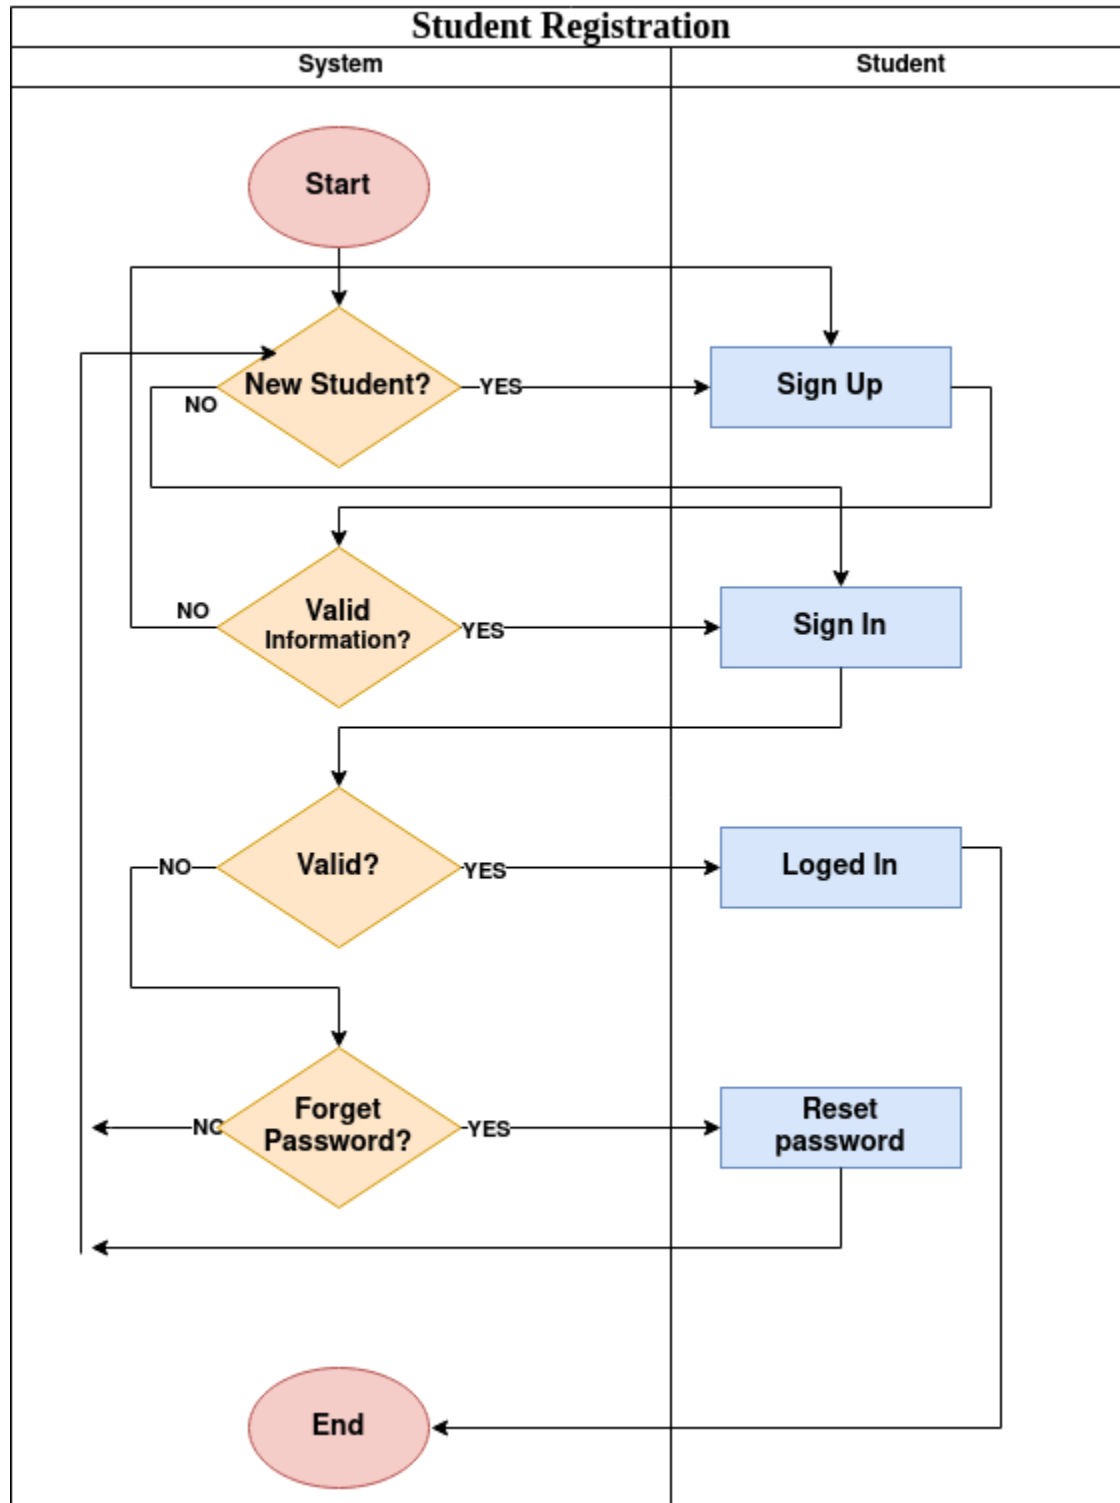 Student Registration
System
Student
Start
New Student?
YES
Sign Up
NO
Valid
Information?
NO
YES
Sign In
Valid?
NO
YES
Loged In
Forget
Password?
NO
YES
Reset
password
End